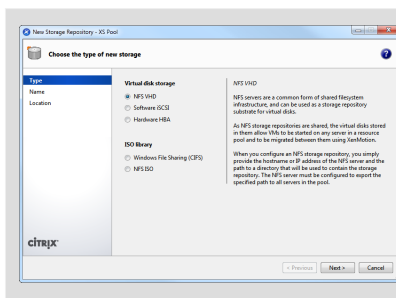 New Storage Repository - XS Pool
Choose the type of new storage
Type
Name
Location
Virtual disk storage
NFS VHD
Software iSCSI
Hardware HBA
ISO library
Windows File Sharing (CIFS)
NFS ISO
NFS VHD
NFS servers are a common form of shared filesystem
infrastructure, and can be used as a storage repository
substrate for virtual disks.
As NFS storage repositories are shared, the virtual disks stored
in them allow VMs to be started on any server in a resource
pool and to be migrated between them using XenMotion.
When you configure an NFS storage repository, you simply
provide the hostname or IP address of the NFS server and the
path to a directory that will be used to contain the storage
repository. The NFS server must be configured to export the
specified path to all servers in the pool.
CITRIX
< Previous
Next >
Cancel